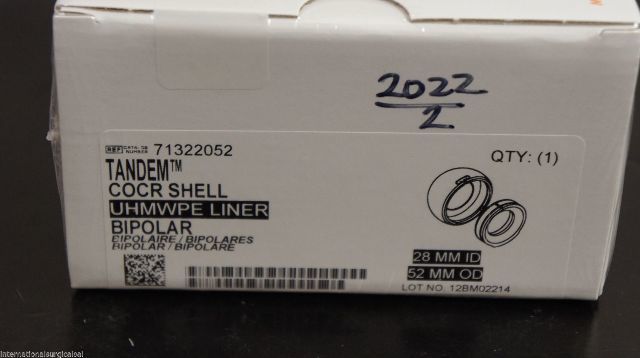 2022
2
REF CATALOG NUMBER 71322052
QTY: (1)
TANDEM™
COCR SHELL
UHMWPE LINER
BIPOLAR
BIPOLAIRE / BIPOLARES
BIPOLAR / BIPOLARE
28 MM ID
52 MM OD
LOT NO. 12BM02214
internationalsurgicaloal